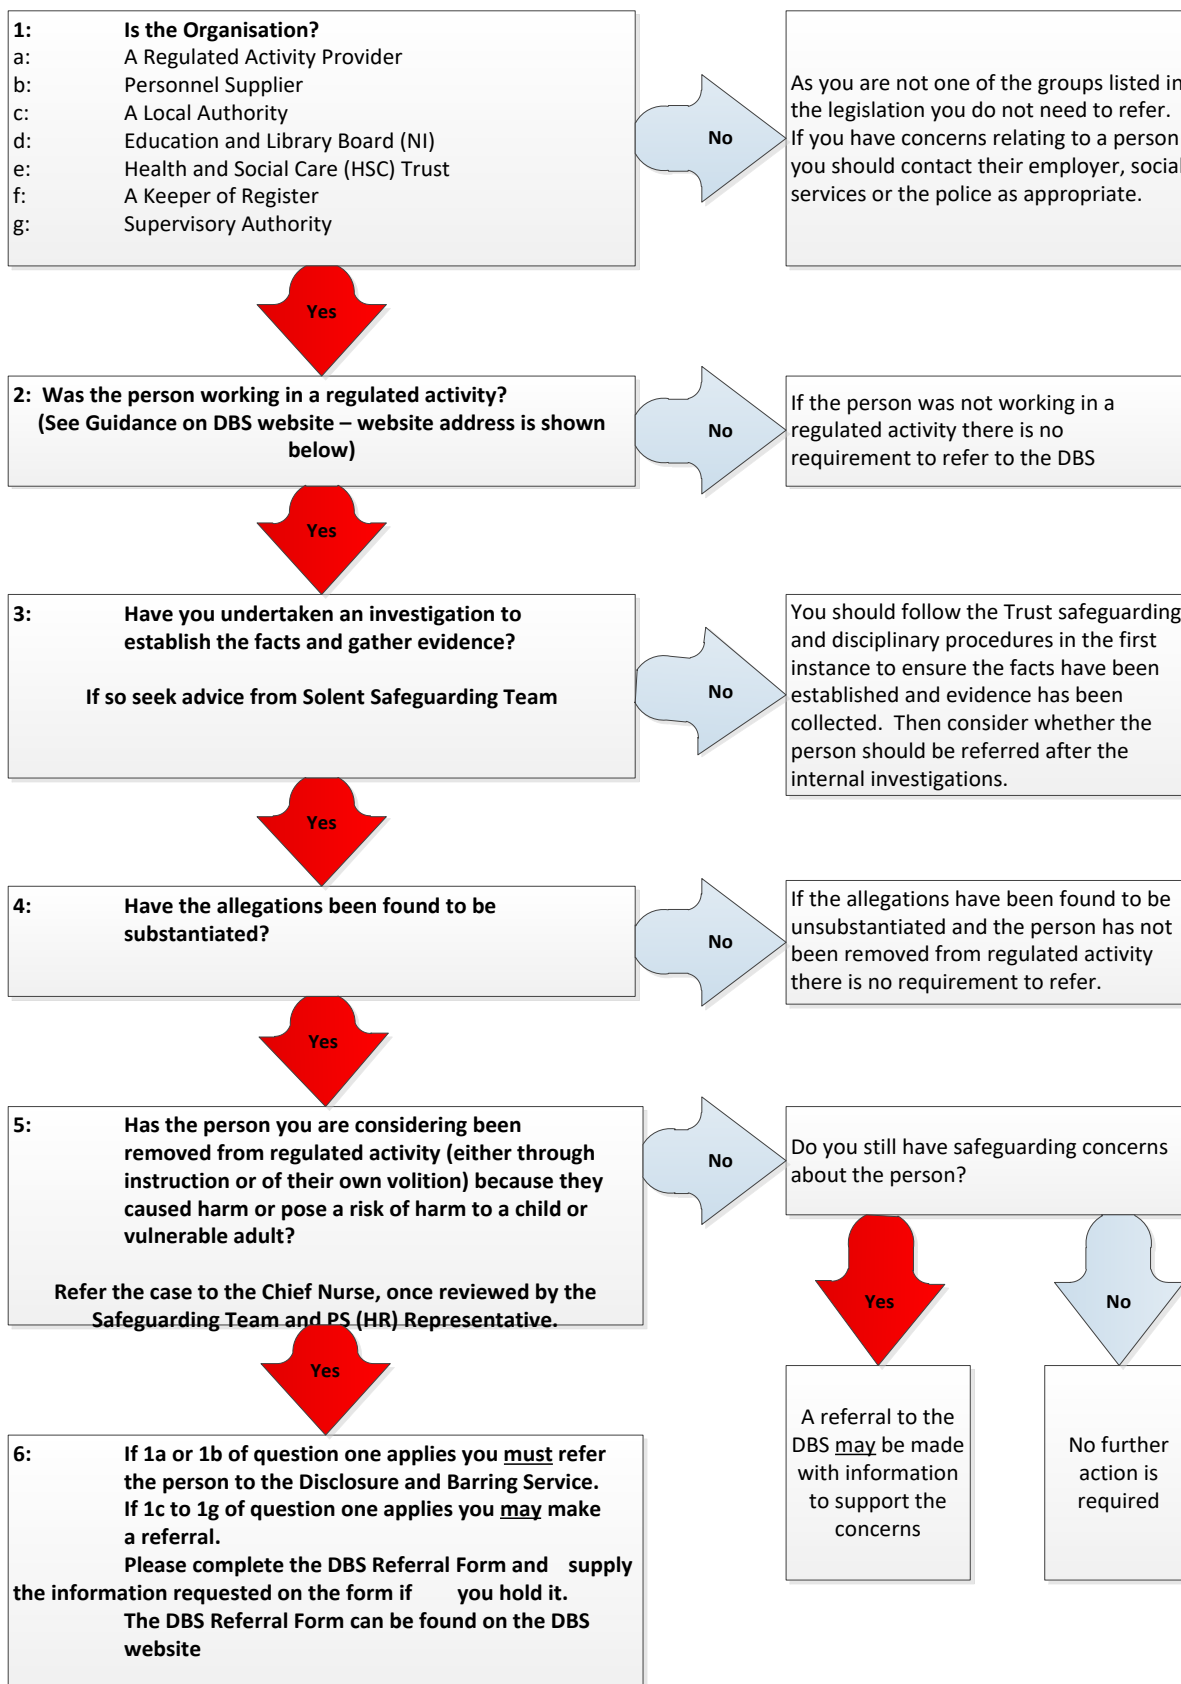 1: Is the Organisation?
a: A Regulated Activity Provider
b: Personnel Supplier
c: A Local Authority
d: Education and Library Board (NI)
e: Health and Social Care (HSC) Trust
f: A Keeper of Register
g: Supervisory Authority
No
As you are not one of the groups listed in
the legislation you do not need to refer.
If you have concerns relating to a person
you should contact their employer, social
services or the police as appropriate.
Yes
2: Was the person working in a regulated activity?
(See Guidance on DBS website – website address is shown
below)
No
If the person was not working in a
regulated activity there is no
requirement to refer to the DBS
Yes
3: Have you undertaken an investigation to
establish the facts and gather evidence?
If so seek advice from Solent Safeguarding Team
No
You should follow the Trust safeguarding
and disciplinary procedures in the first
instance to ensure the facts have been
established and evidence has been
collected. Then consider whether the
person should be referred after the
internal investigations.
Yes
4: Have the allegations been found to be
substantiated?
No
If the allegations have been found to be
unsubstantiated and the person has not
been removed from regulated activity
there is no requirement to refer.
Yes
5: Has the person you are considering been
removed from regulated activity (either through
instruction or of their own volition) because they
caused harm or pose a risk of harm to a child or
vulnerable adult?
Refer the case to the Chief Nurse, once reviewed by the
Safeguarding Team and PS (HR) Representative.
No
Do you still have safeguarding concerns
about the person?
Yes
No
Yes
A referral to the
DBS may be made
with information
to support the
concerns
No further
action is
required
6: If 1a or 1b of question one applies you must refer
the person to the Disclosure and Barring Service.
If 1c to 1g of question one applies you may make
a referral.
Please complete the DBS Referral Form and supply
the information requested on the form if you hold it.
The DBS Referral Form can be found on the DBS
website